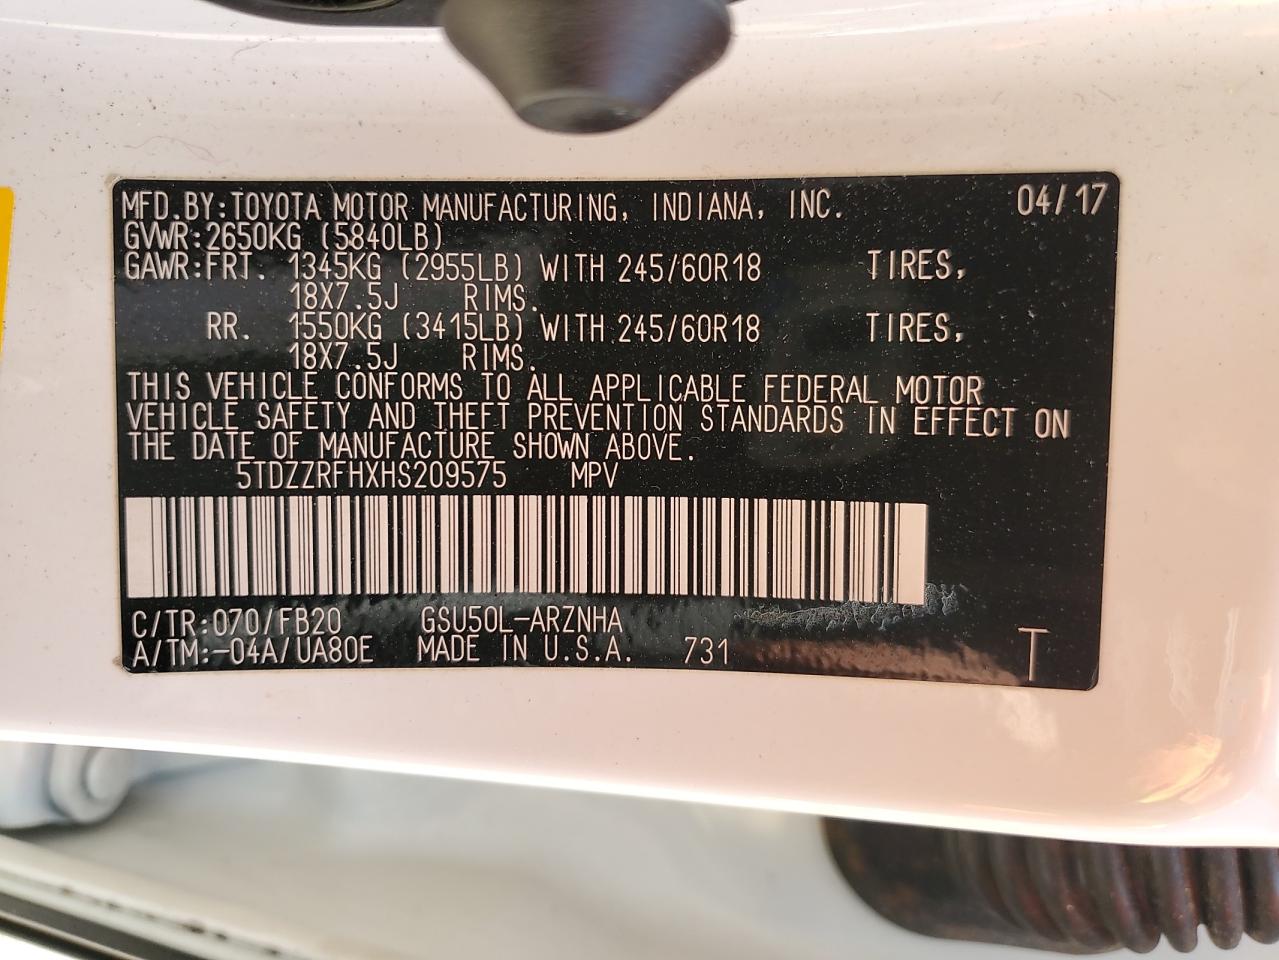 MFD.BY:TOYOTA MOTOR MANUFACTURING, INDIANA, INC. 04/17
GVWR:2650KG (5840LB)
GAWR:FRT. 1345KG (2955LB) WITH 245/60R18 TIRES,
18X7.5J RIMS.
RR. 1550KG (3415LB) WITH 245/60R18 TIRES,
18X7.5J RIMS.
THIS VEHICLE CONFORMS TO ALL APPLICABLE FEDERAL MOTOR
VEHICLE SAFETY AND THEFT PREVENTION STANDARDS IN EFFECT ON
THE DATE OF MANUFACTURE SHOWN ABOVE.
5TDZZRFHXHS209575 MPV
C/TR:070/FB20 GSU50L-ARZNHA
A/TM:-04A/UA80E MADE IN U.S.A. 731 T